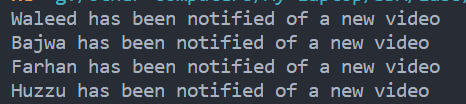 Waleed has been notified of a new video
Bajwa has been notified of a new video
Farhan has been notified of a new video
Huzzu has been notified of a new video